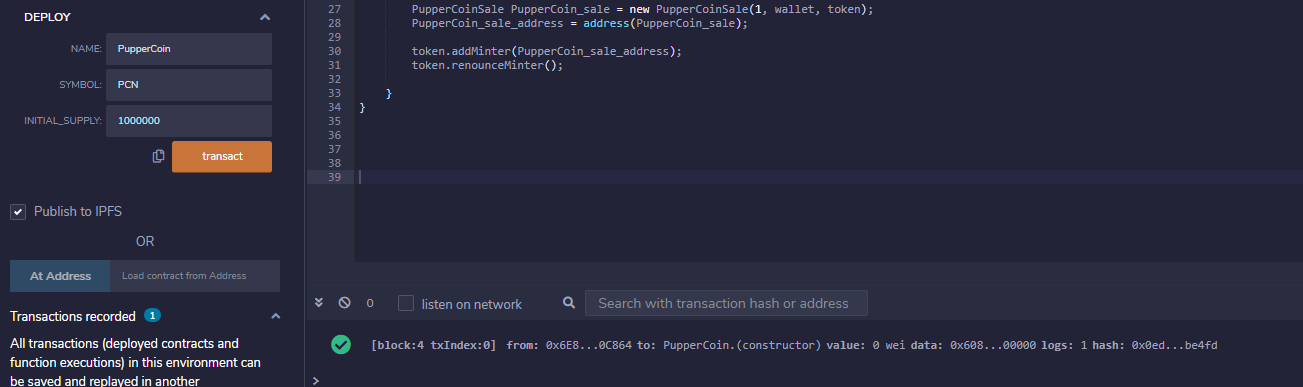 DEPLOY
NAME: PupperCoin
SYMBOL: PCN
INITIAL_SUPPLY: 1000000
transact
Publish to IPFS
OR
At Address Load contract from Address
Transactions recorded 1
All transactions (deployed contracts and
function executions) in this environment can
be saved and replayed in another
27 PupperCoinSale PupperCoin_sale = new PupperCoinSale(1, wallet, token);
28 PupperCoin_sale_address = address(PupperCoin_sale);
29
30 token.addMinter(PupperCoin_sale_address);
31 token.renounceMinter();
32
33 }
34 }
35
36
37
38
39
0 listen on network Search with transaction hash or address
[block:4 txIndex:0] from: 0x6E8...0C864 to: PupperCoin.(constructor) value: 0 wei data: 0x608...00000 logs: 1 hash: 0x0ed...be4fd
>